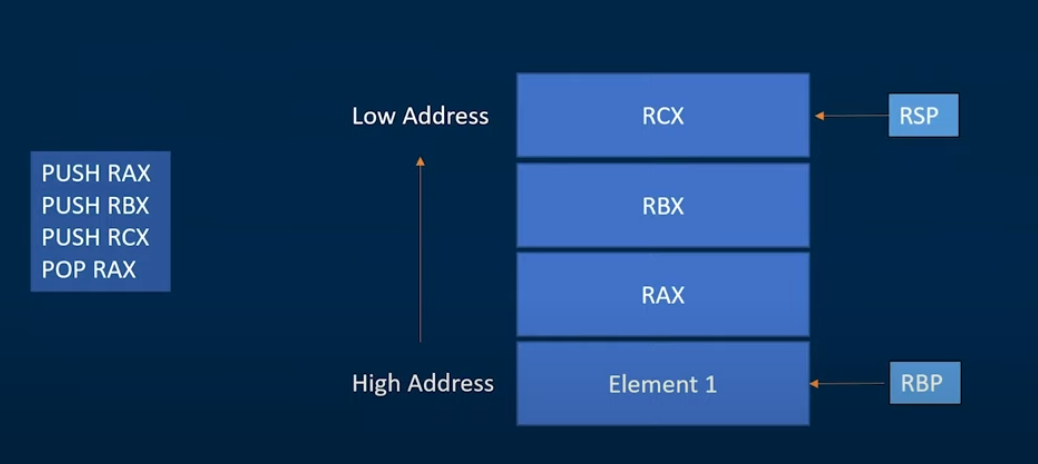 Low Address
RCX
RSP
PUSH RAX
PUSH RBX
PUSH RCX
POP RAX
RBX
RAX
High Address
Element 1
RBP